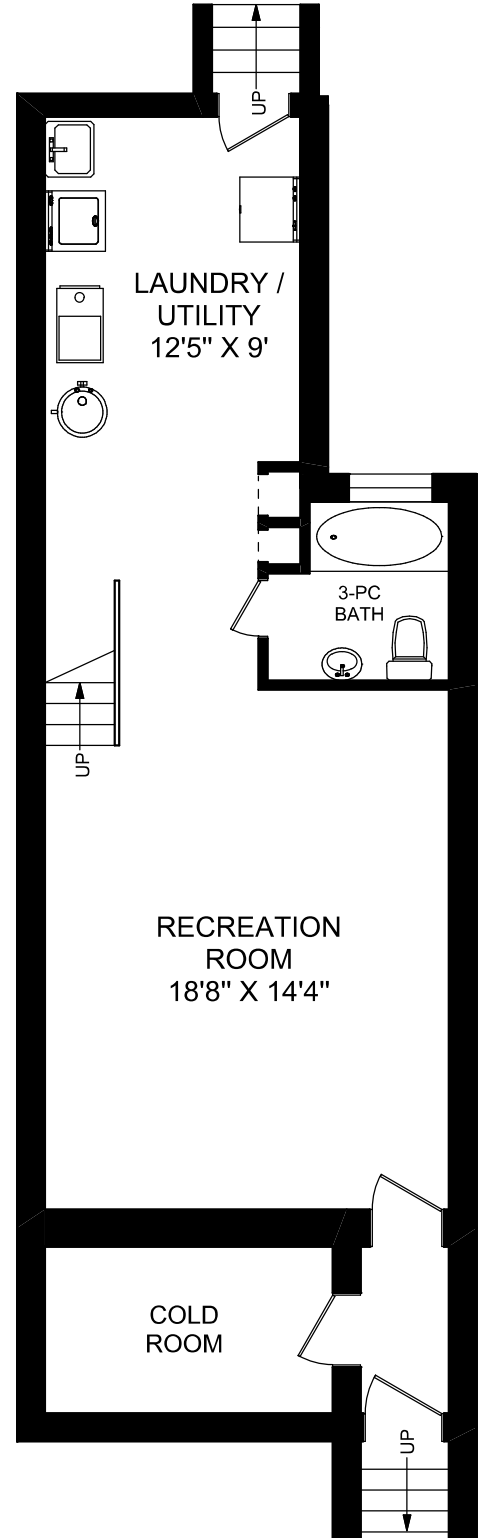 UP
LAUNDRY /
UTILITY
12'5" X 9'
3-PC
BATH
UP
RECREATION
ROOM
18'8" X 14'4"
COLD
ROOM
UP